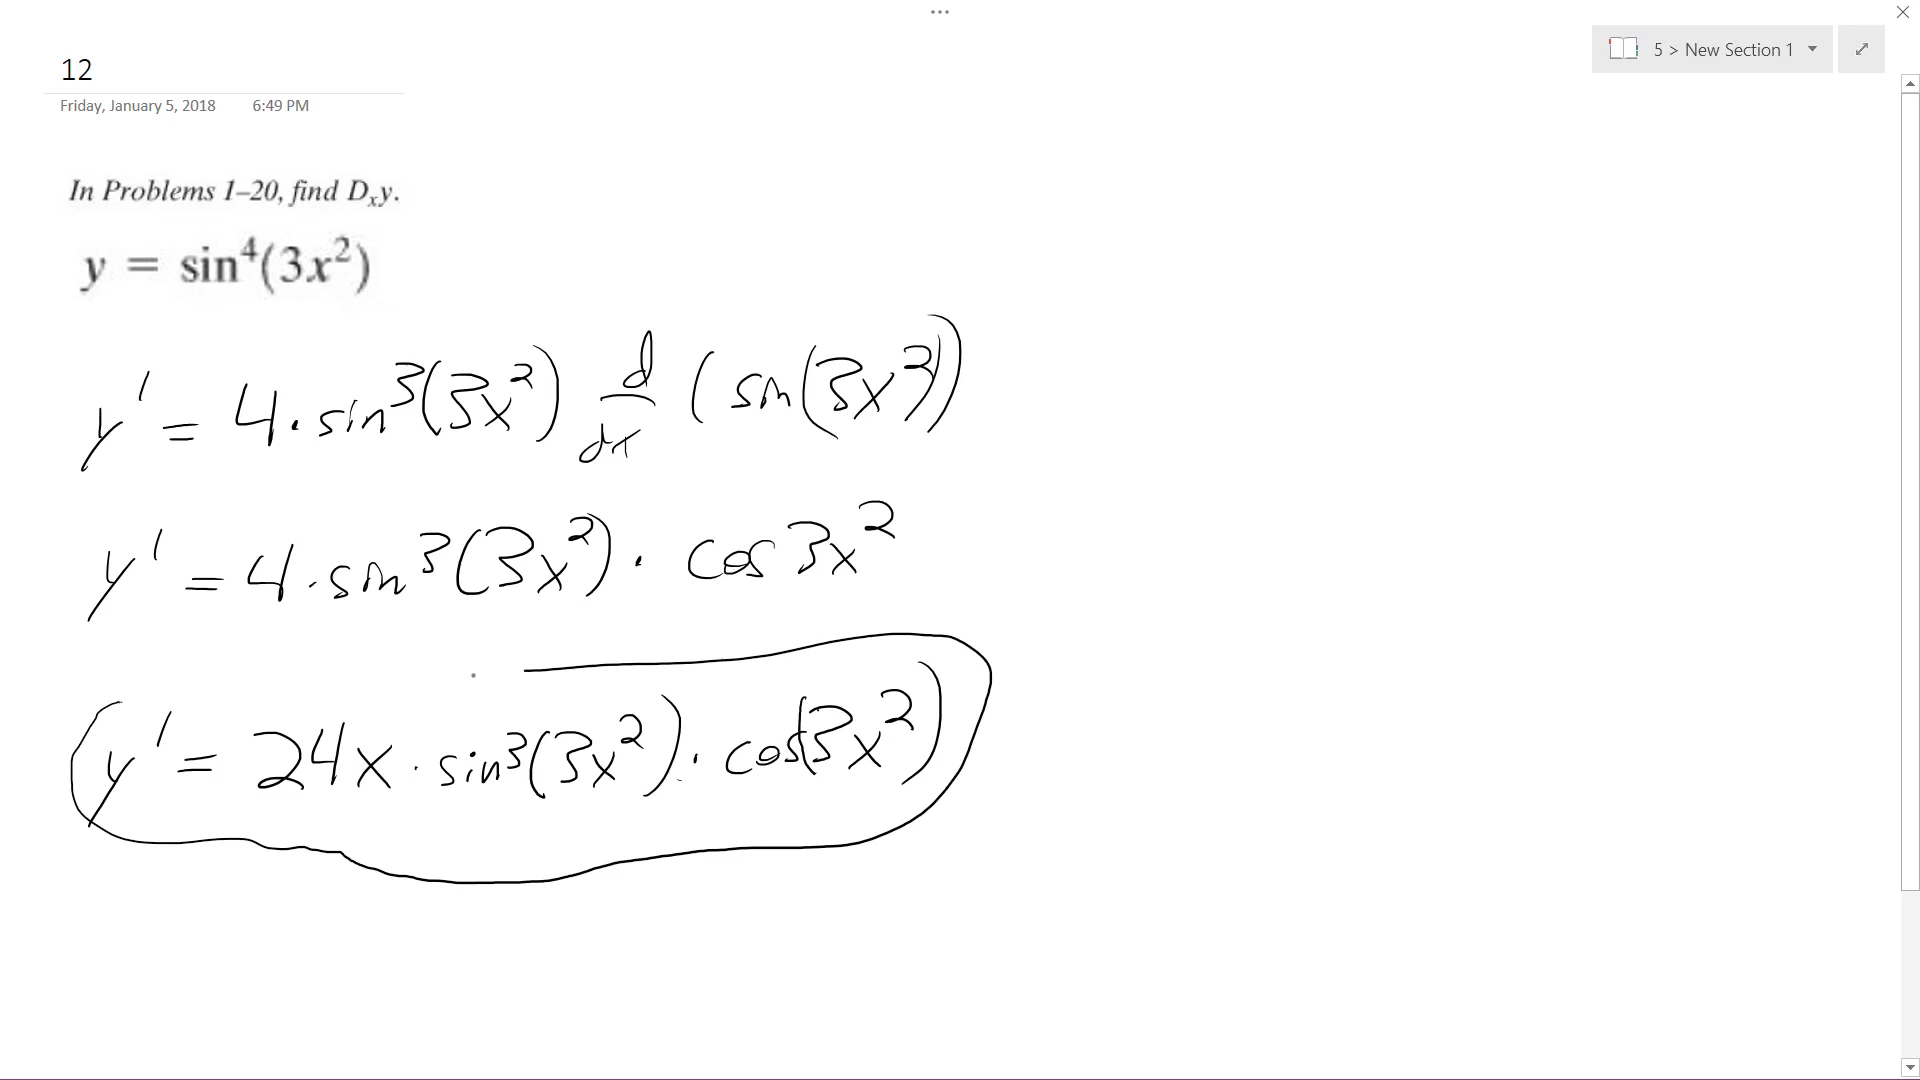 ...
5 > New Section 1
12
Friday, January 5, 2018 6:49 PM
In Problems 1–20, find Dₓy.
y = sin⁴(3x²)
y' = 4·sin³(3x²) d/dx (sin(3x²))
y' = 4·sin³(3x²)· cos 3x²
y' = 24x·sin³(3x²)·cos(3x²)